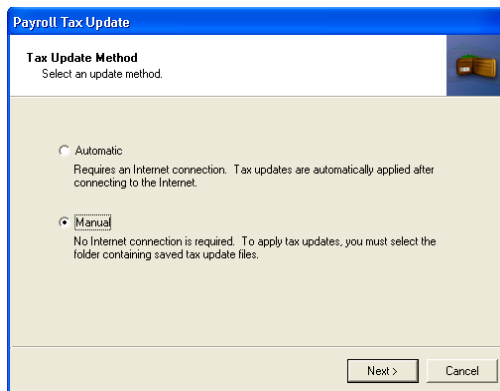 Payroll Tax Update
Tax Update Method
Select an update method.
Automatic
Requires an Internet connection. Tax updates are automatically applied after
connecting to the Internet.
Manual
No Internet connection is required. To apply tax updates, you must select the
folder containing saved tax update files.
Next >
Cancel